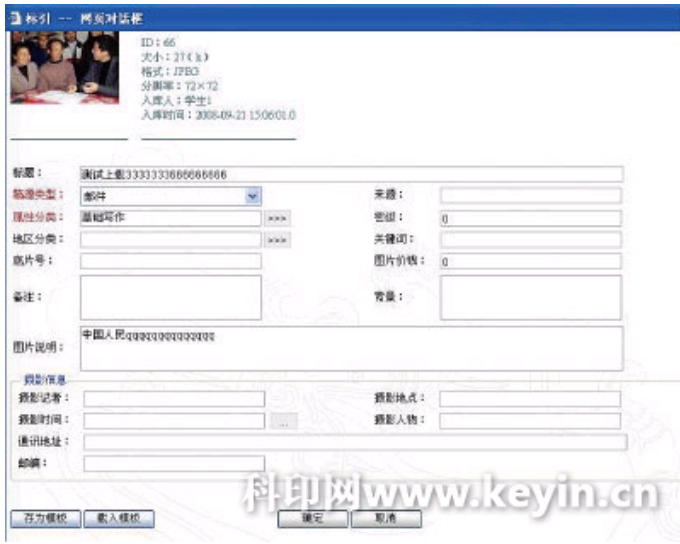 标引 -- 网页对话框
ID：66
大小：27(k)
格式：JPEG
分辨率：72×72
入库人：学生1
入库时间：2008-09-21 15:06:01.0
标题： 测试上载3333333666666666
稿源类型： 邮件 来源：
属性分类： 基础写作 >>> 密级： 0
地区分类： >>> 关键词：
底片号： 图片价钱： 0
备注： 背景：
图片说明： 中国人民qqqqqqqqqqqqqq
摄影信息
摄影记者： 摄影地点：
摄影时间： ... 摄影人物：
通讯地址：
邮编：
科印网www.keyin.cn
存为模板 载入模板 确定 取消